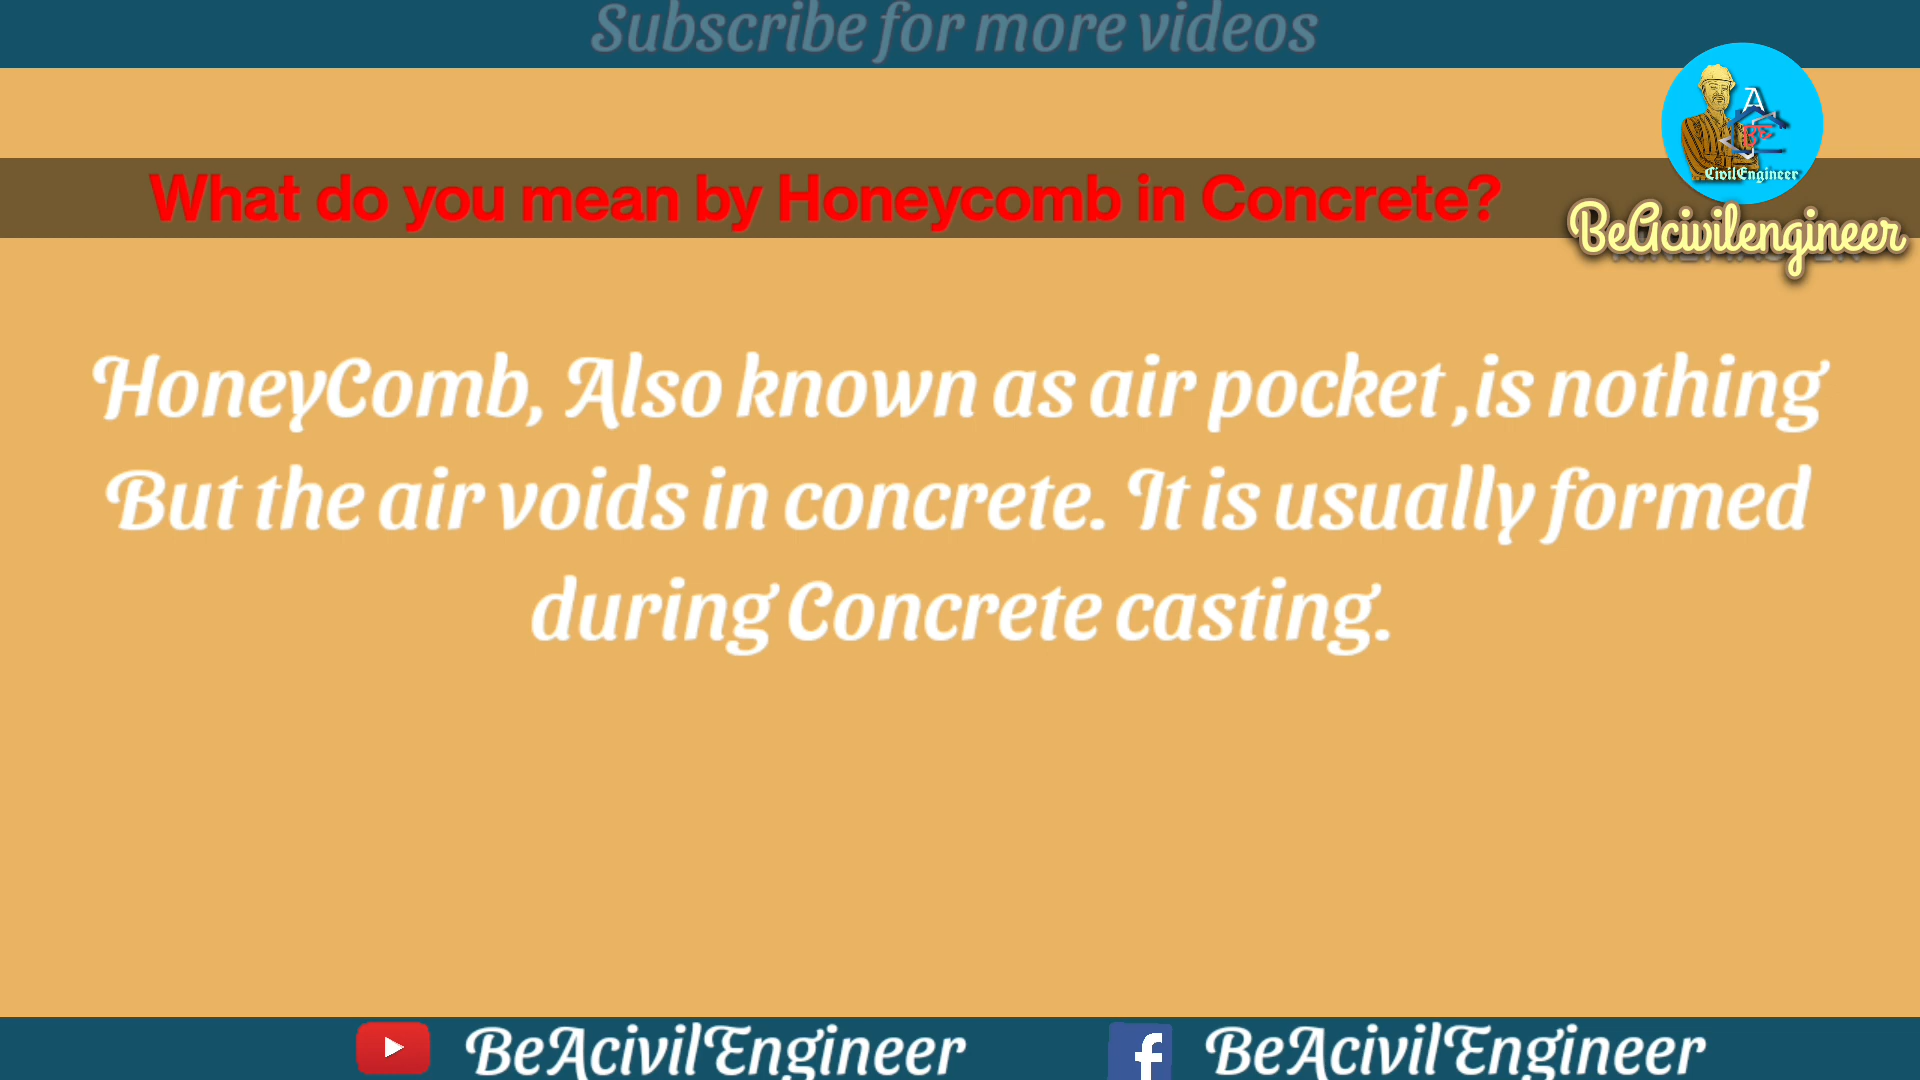 Subscribe for more videos
A
BE
CivilEngineer
What do you mean by Honeycomb in Concrete?
BeAcivilengineer
HoneyComb, Also known as air pocket ,is nothing
But the air voids in concrete. It is usually formed
during Concrete casting.
BeAcivilEngineer
f BeAcivilEngineer